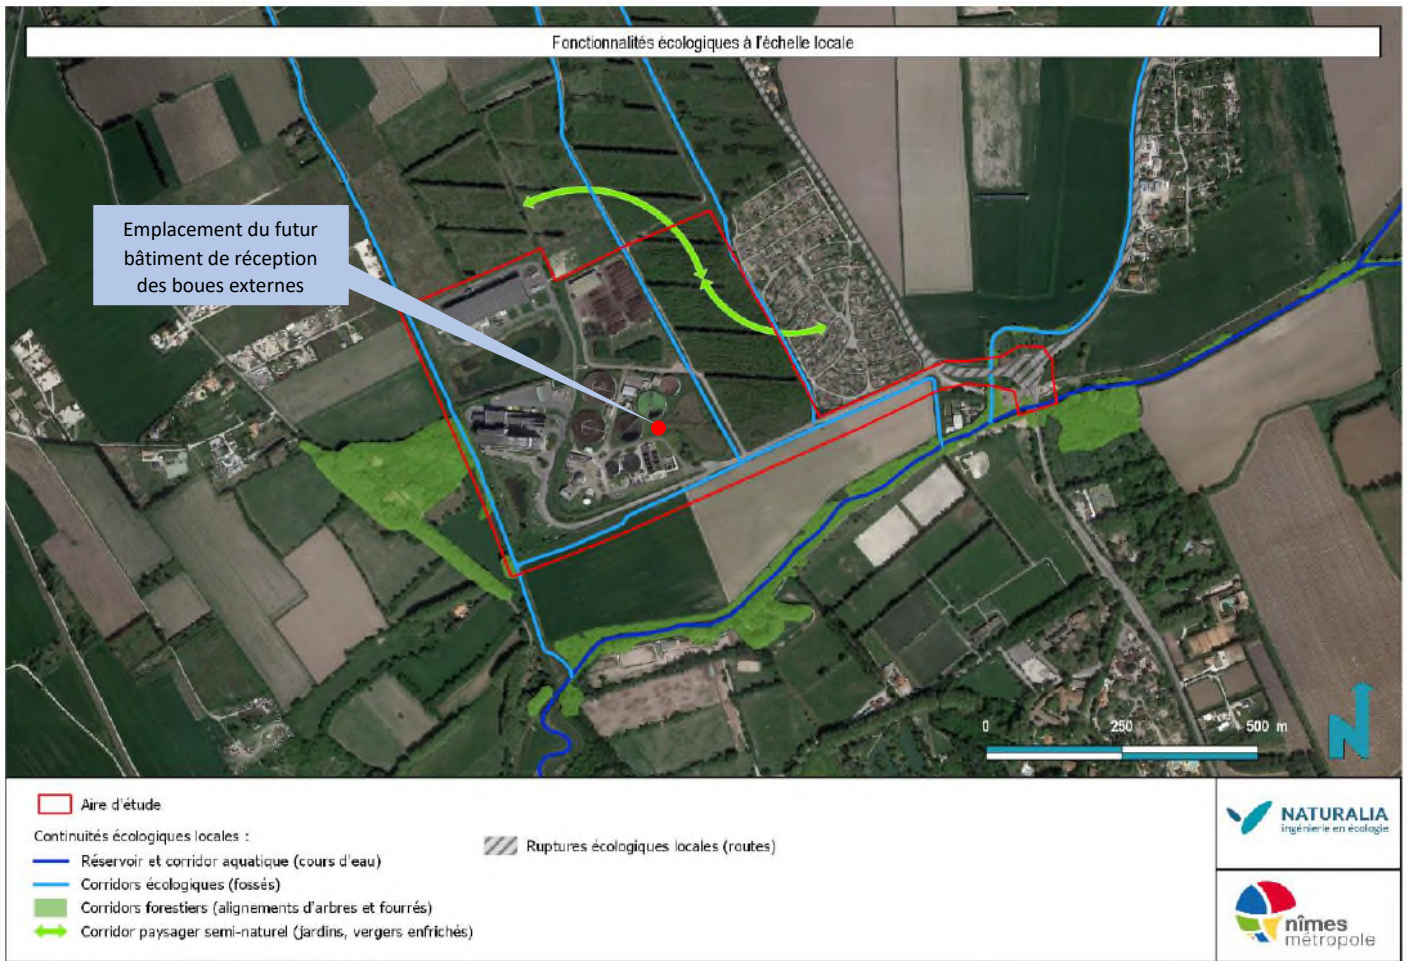 Fonctionnalités écologiques à l'échelle locale
Emplacement du futur
bâtiment de réception
des boues externes
0 250 500 m
N
Aire d'étude
Continuités écologiques locales :
Réservoir et corridor aquatique (cours d'eau)
Corridors écologiques (fossés)
Corridors forestiers (alignements d'arbres et fourrés)
Corridor paysager semi-naturel (jardins, vergers enfrichés)
Ruptures écologiques locales (routes)
NATURALIA
ingénierie en écologie
nîmes
métropole